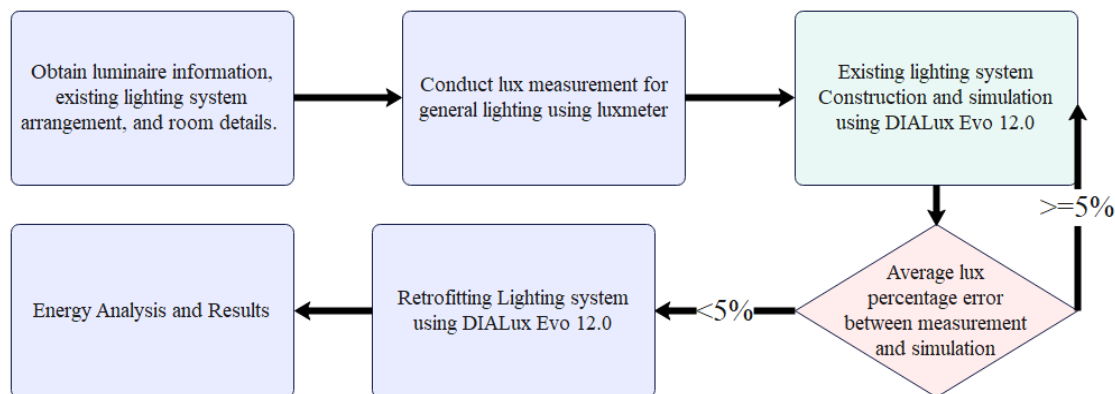 Obtain luminaire information,
existing lighting system
arrangement, and room details.
Conduct lux measurement for
general lighting using luxmeter
Existing lighting system
Construction and simulation
using DIALux Evo 12.0
>=5%
Average lux
percentage error
between measurement
and simulation
<5%
Retrofitting Lighting system
using DIALux Evo 12.0
Energy Analysis and Results